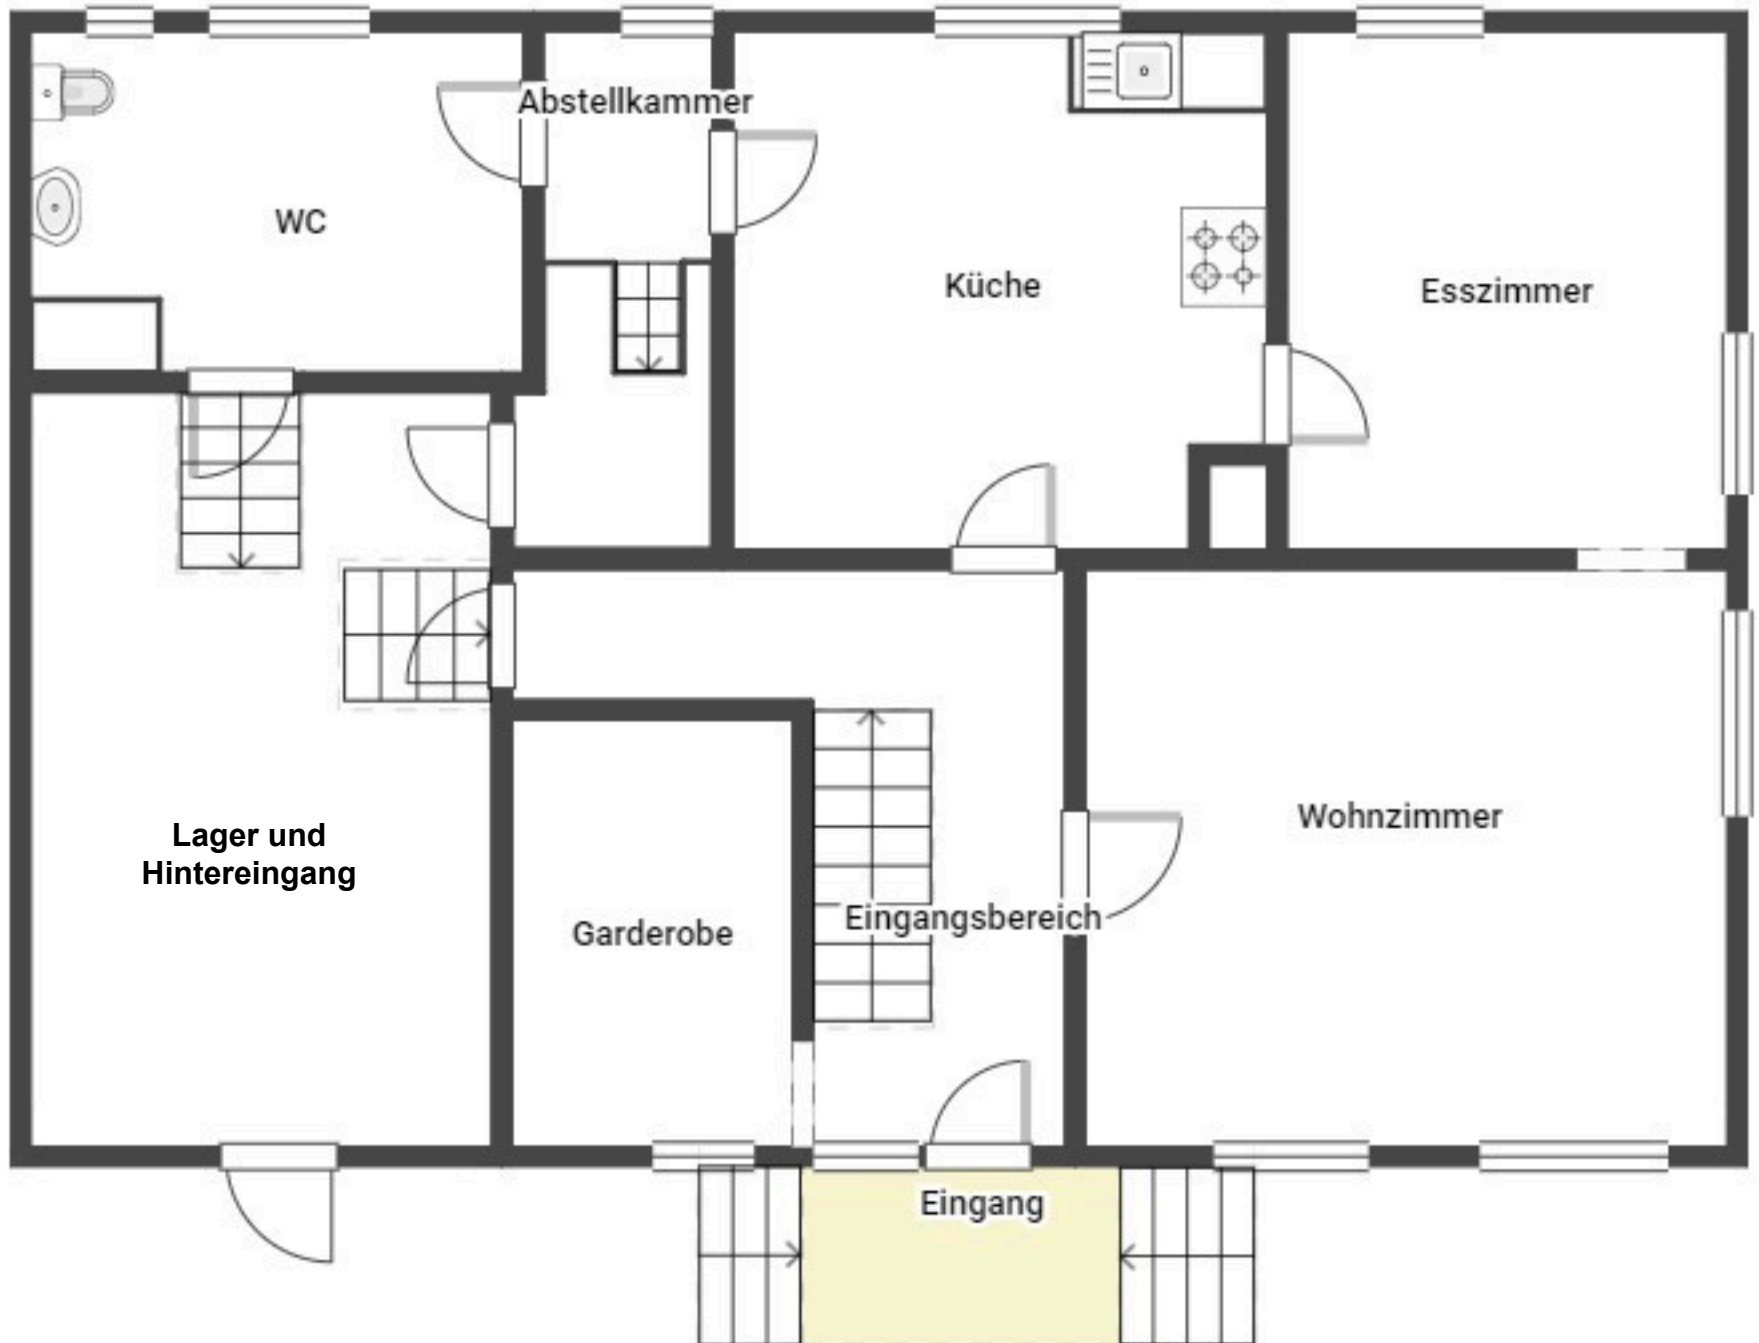 Abstellkammer
WC
Küche
Esszimmer
Lager und
Hintereingang
Garderobe
Eingangsbereich
Wohnzimmer
Eingang